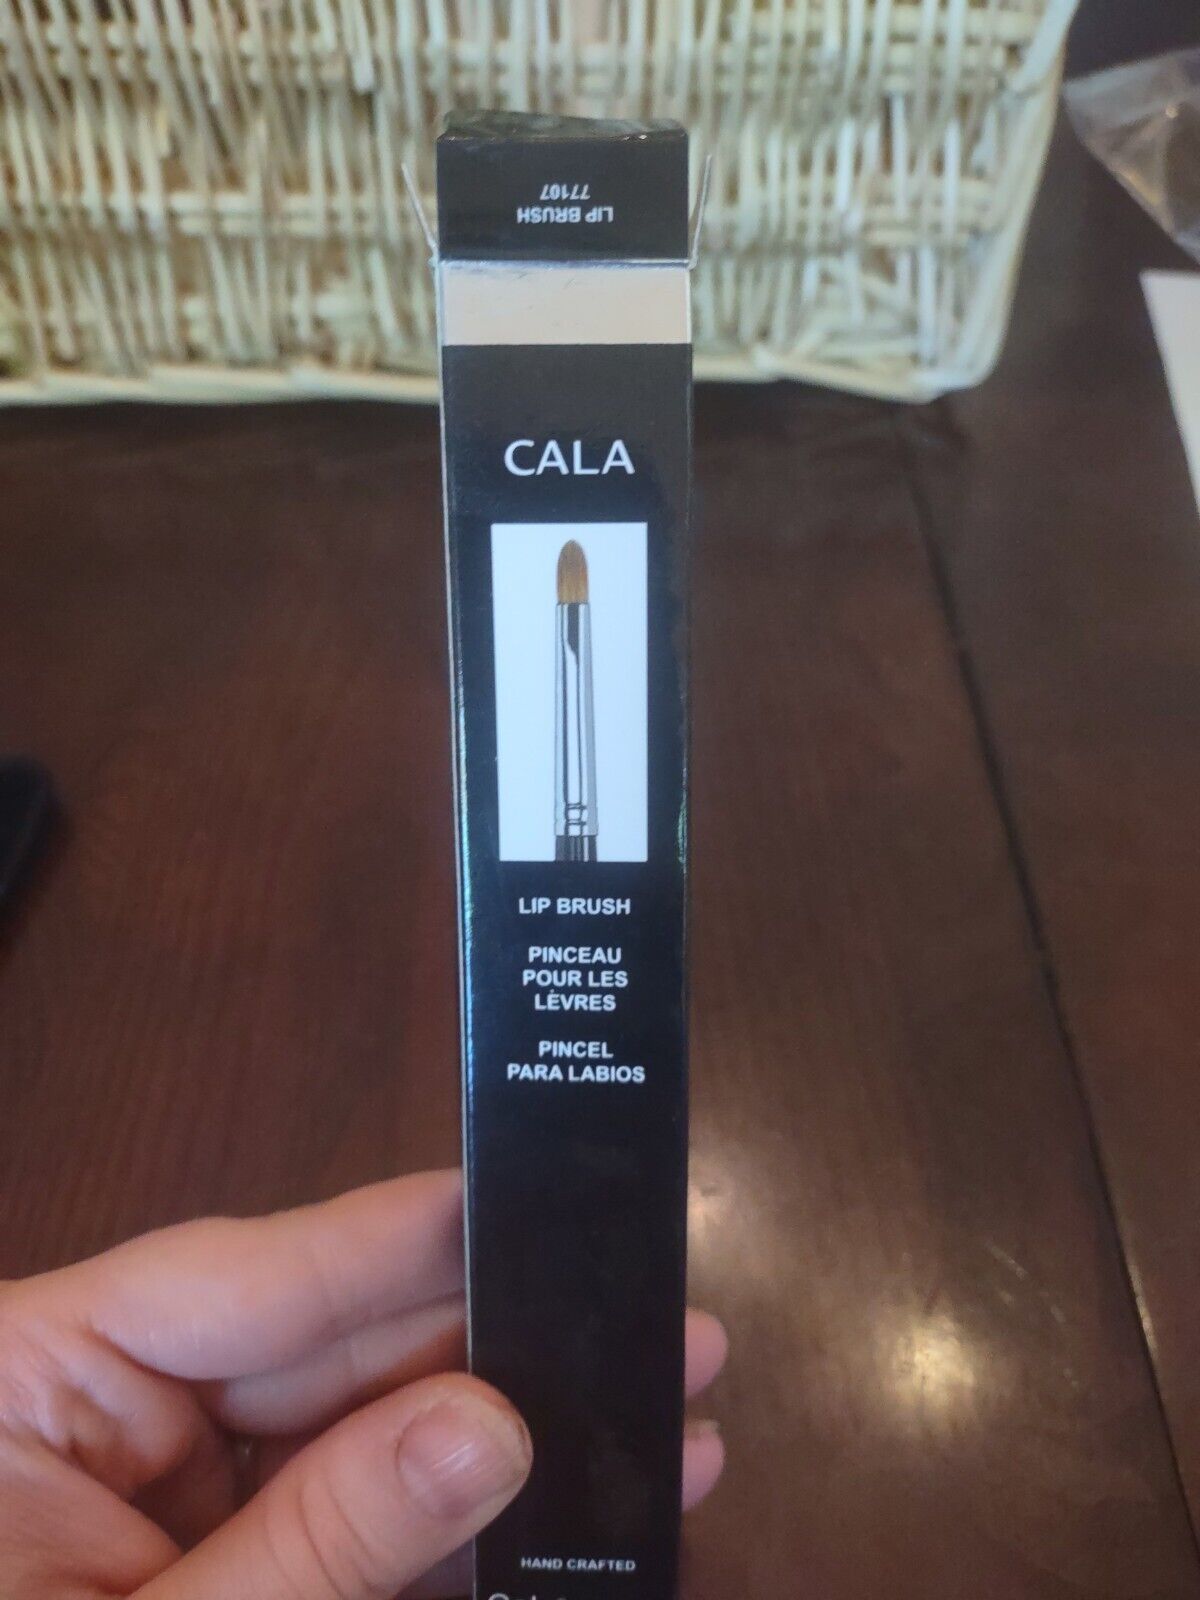 LIP BRUSH
77107
CALA
LIP BRUSH
PINCEAU
POUR LES
LÈVRES
PINCEL
PARA LABIOS
HAND CRAFTED